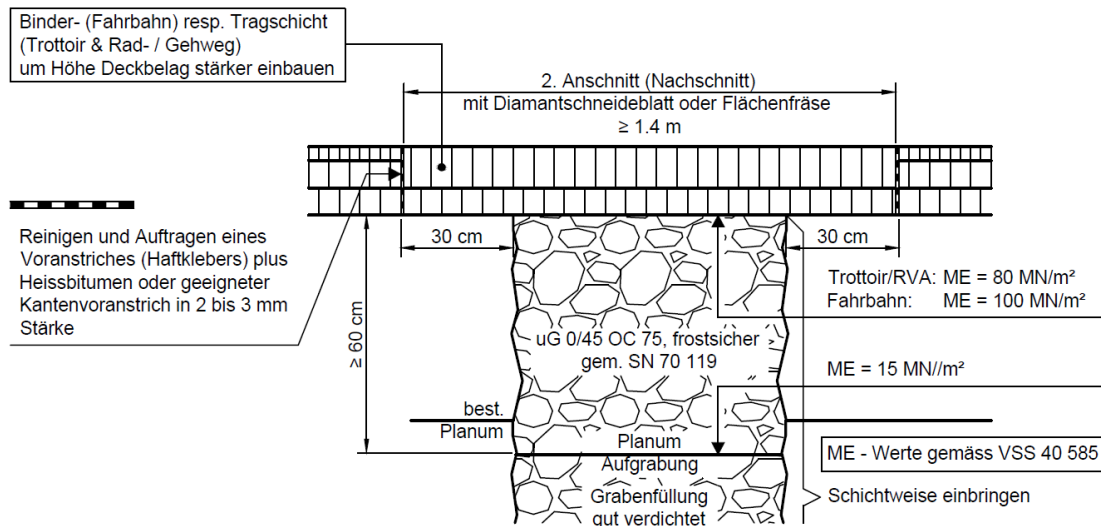 Binder- (Fahrbahn) resp. Tragschicht
(Trottoir & Rad- / Gehweg)
um Höhe Deckbelag stärker einbauen
2. Anschnitt (Nachschnitt)
mit Diamantschneideblatt oder Flächenfräse
≥ 1.4 m
Reinigen und Auftragen eines
Voranstriches (Haftklebers) plus
Heissbitumen oder geeigneter
Kantenvoranstrich in 2 bis 3 mm
Stärke
30 cm
30 cm
≥ 60 cm
Trottoir/RVA: ME = 80 MN/m²
Fahrbahn: ME = 100 MN/m²
uG 0/45 OC 75, frostsicher
gem. SN 70 119
ME = 15 MN//m²
best.
Planum
Planum
Aufgrabung
ME - Werte gemäss VSS 40 585
Grabenfüllung
gut verdichtet
Schichtweise einbringen